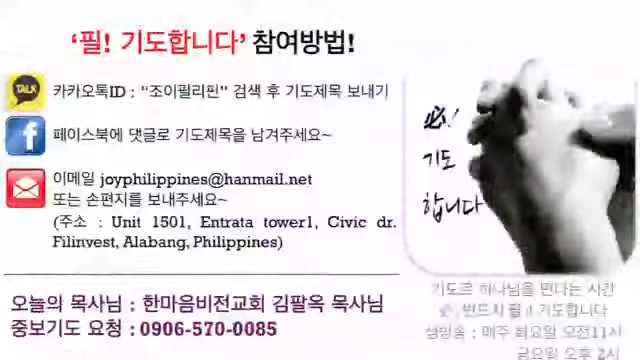 ‘필! 기도합니다’ 참여방법!
TALK
카카오톡ID : “조이필리핀” 검색 후 기도제목 보내기
f
페이스북에 댓글로 기도제목을 남겨주세요~
이메일 joyphilippines@hanmail.net
또는 손편지를 보내주세요~
(주소 : Unit 1501, Entrata tower1, Civic dr.
Filinvest, Alabang, Philippines)
必!
기도
합니다
기도로 하나님을 만나는 시간
必, 반드시 필! 기도합니다
생방송 : 매주 화요일 오전11시
금요일 오후 2시
오늘의 목사님 : 한마음비전교회 김팔옥 목사님
중보기도 요청 : 0906-570-0085